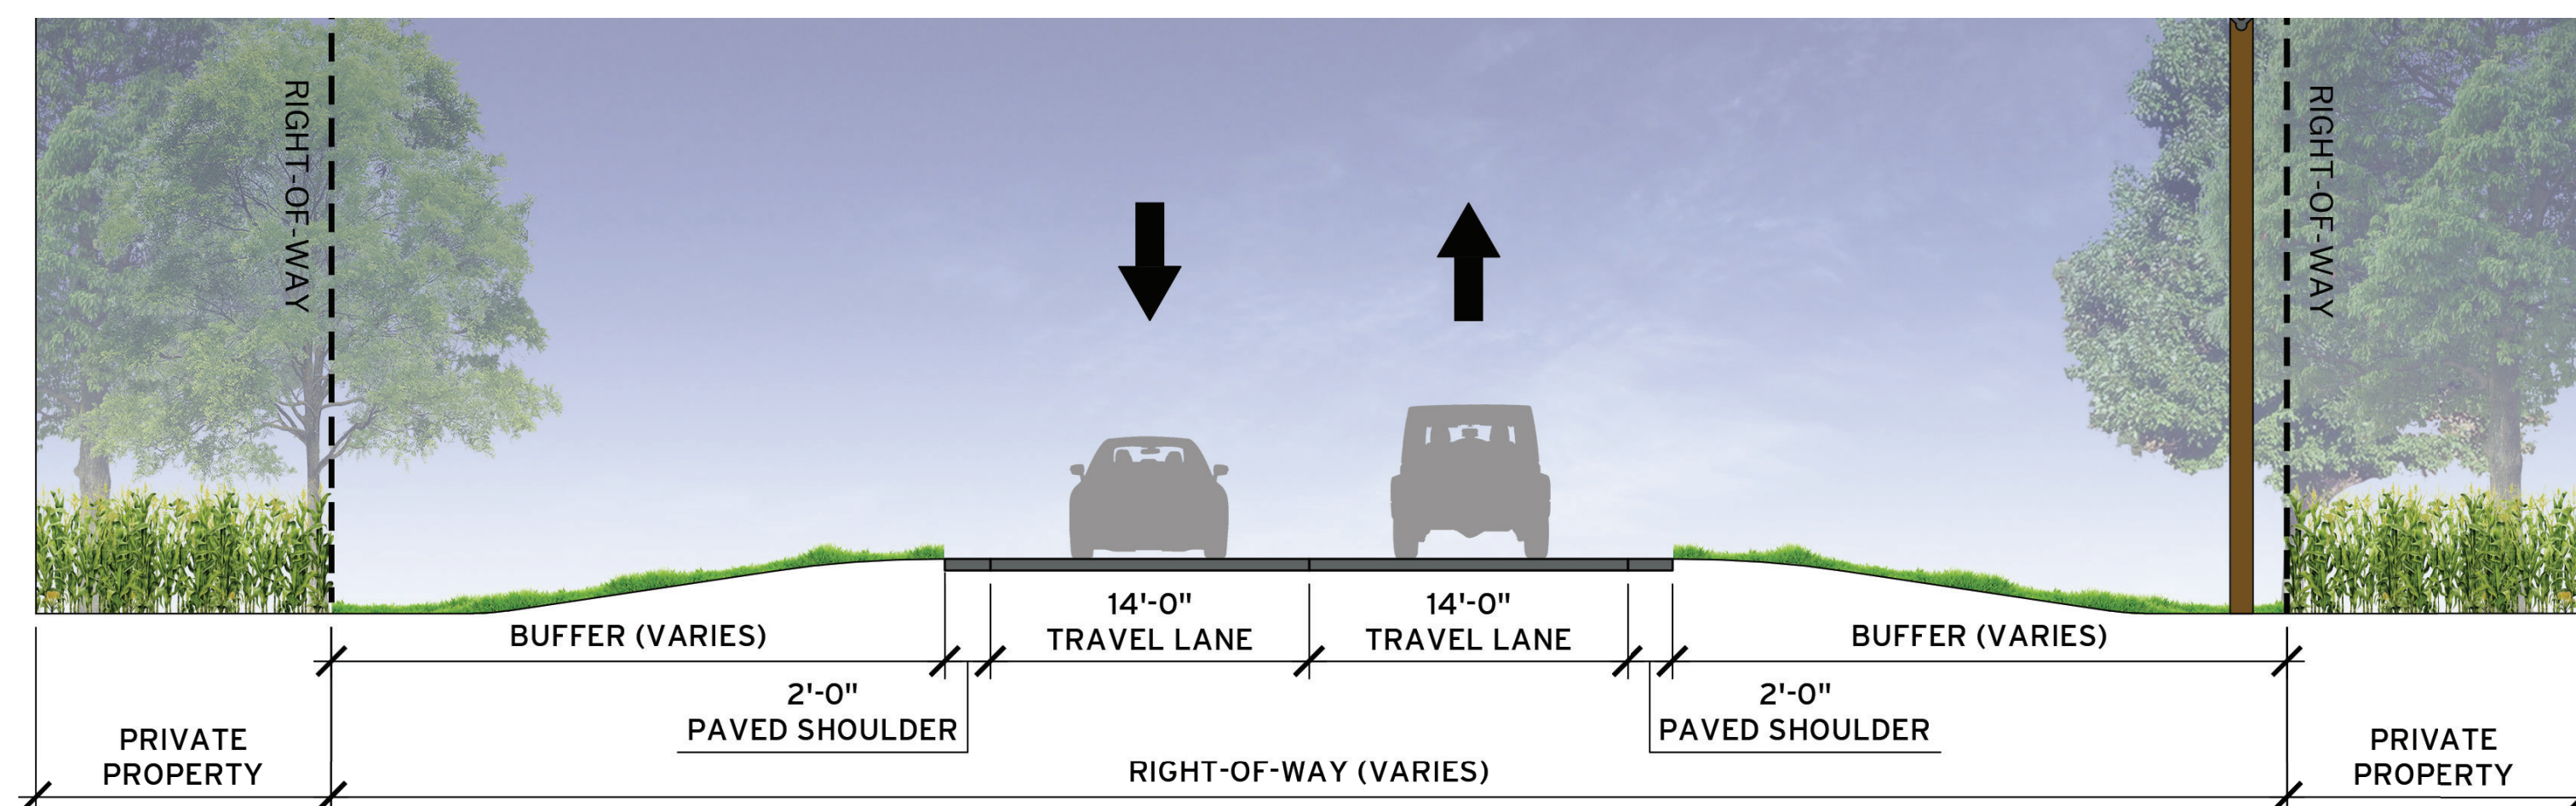 RIGHT-OF-WAY
RIGHT-OF-WAY
BUFFER (VARIES)
14'-0"
TRAVEL LANE
14'-0"
TRAVEL LANE
BUFFER (VARIES)
2'-0"
PAVED SHOULDER
2'-0"
PAVED SHOULDER
PRIVATE
PROPERTY
RIGHT-OF-WAY (VARIES)
PRIVATE
PROPERTY